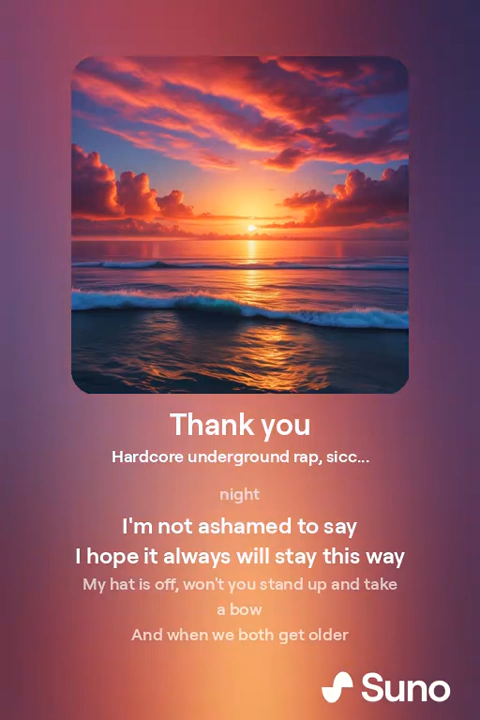 Thank you
Hardcore underground rap, sicc...
night
I'm not ashamed to say
I hope it always will stay this way
My hat is off, won't you stand up and take
a bow
And when we both get older
Suno